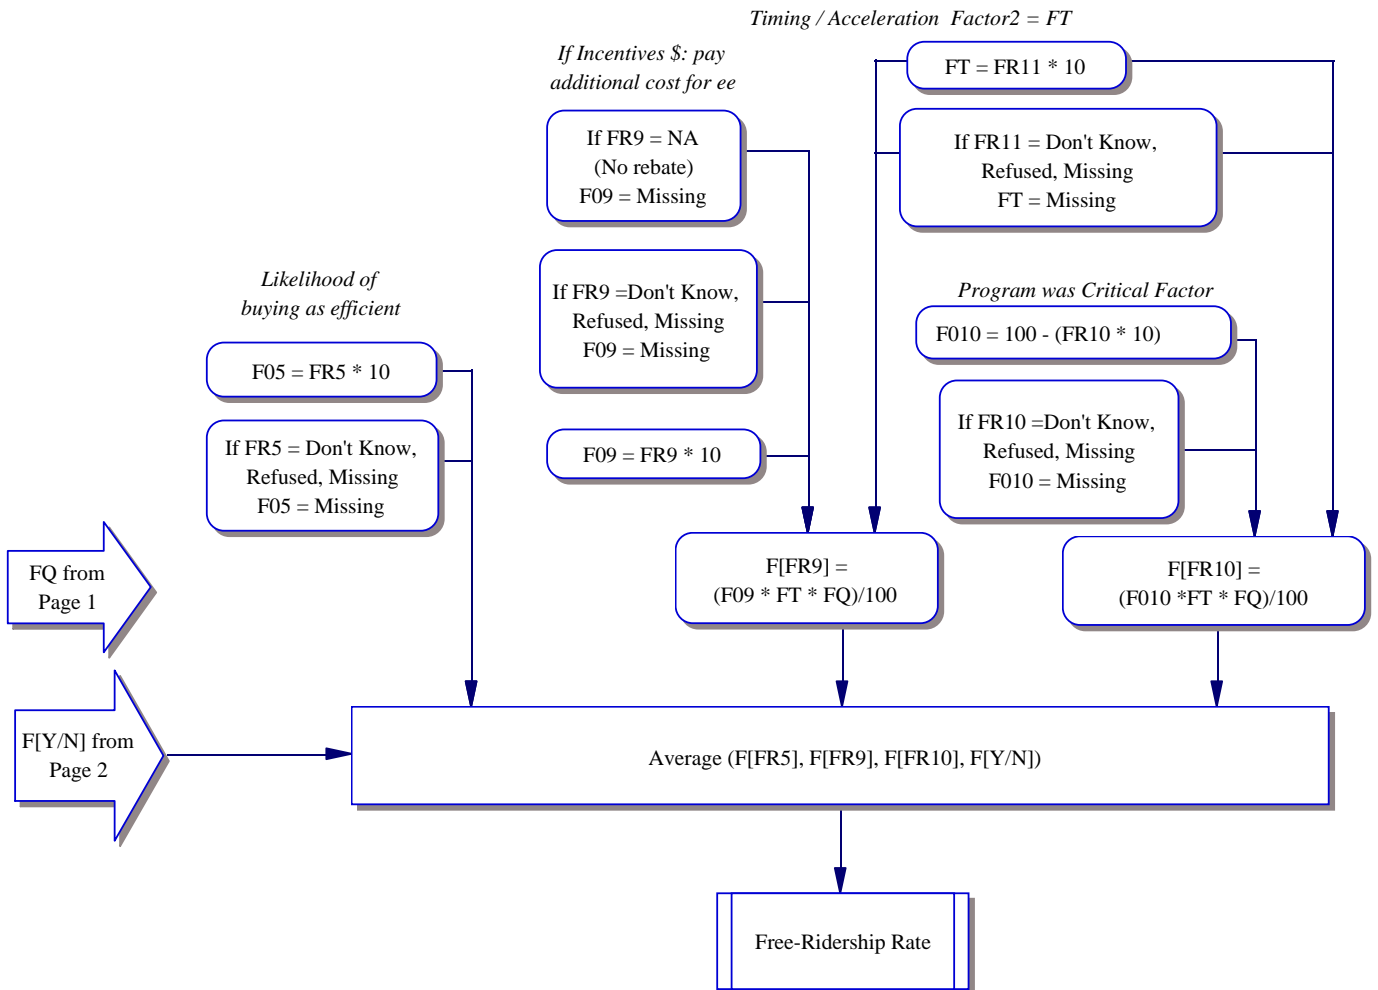 Timing / Acceleration  Factor2 = FT
If Incentives $: pay
additional cost for ee
FT = FR11 * 10
If FR9 = NA
(No rebate)
F09 = Missing
If FR11 = Don't Know,
Refused, Missing
FT = Missing
Likelihood of
buying as efficient
If FR9 =Don't Know,
Refused, Missing
F09 = Missing
Program was Critical Factor
F010 = 100 - (FR10 * 10)
F05 = FR5 * 10
If FR5 = Don't Know,
Refused, Missing
F05 = Missing
F09 = FR9 * 10
If FR10 =Don't Know,
Refused, Missing
F010 = Missing
FQ from
Page 1
F[FR9] =
(F09 * FT * FQ)/100
F[FR10] =
(F010 *FT * FQ)/100
F[Y/N] from
Page 2
Average (F[FR5], F[FR9], F[FR10], F[Y/N])
Free-Ridership Rate